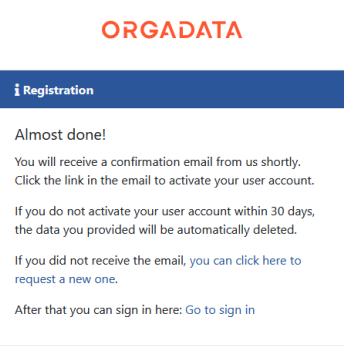 ORGADATA
Registration
Almost done!
You will receive a confirmation email from us shortly.
Click the link in the email to activate your user account.
If you do not activate your user account within 30 days,
the data you provided will be automatically deleted.
If you did not receive the email, you can click here to
request a new one.
After that you can sign in here: Go to sign in